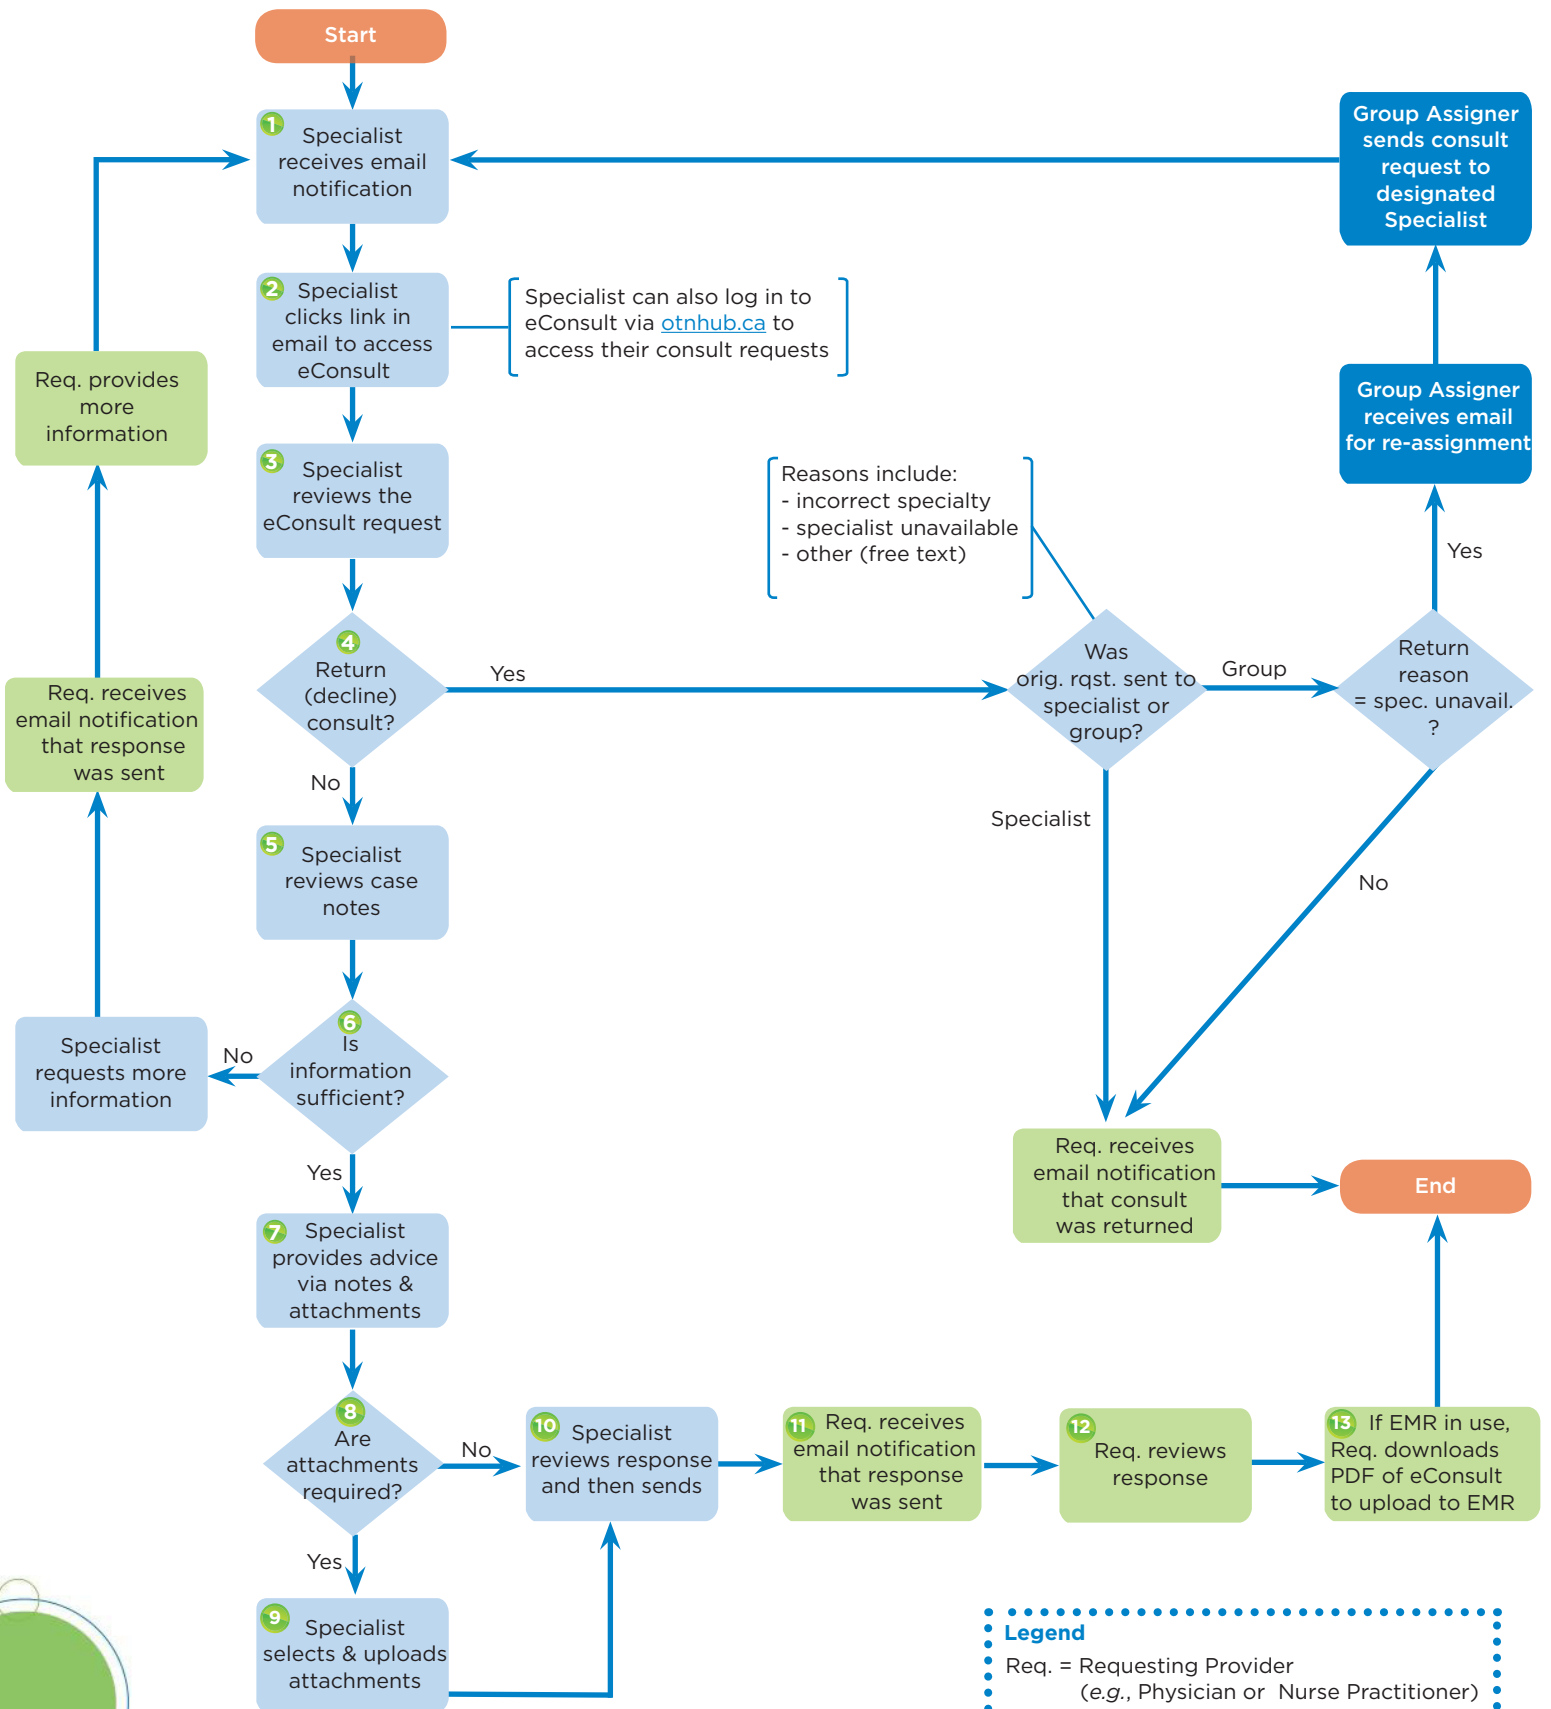 Start
1
Specialist
receives email
notification
Group Assigner
sends consult
request to
designated
Specialist
2
Specialist
clicks link in
email to access
eConsult
Specialist can also log in to
eConsult via otnhub.ca to
access their consult requests
Req. provides
more
information
Group Assigner
receives email
for re-assignment
3
Specialist
reviews the
eConsult request
Reasons include:
- incorrect specialty
- specialist unavailable
- other (free text)
Yes
4
Return
(decline)
consult?
Yes
Was
orig. rqst. sent to
specialist or
group?
Group
Return
reason
= spec. unavail.
?
Req. receives
email notification
that response
was sent
No
Specialist
No
5
Specialist
reviews case
notes
6
Is
information
sufficient?
No
Specialist
requests more
information
Yes
Req. receives
email notification
that consult
was returned
End
7
Specialist
provides advice
via notes &
attachments
8
Are
attachments
required?
No
10
Specialist
reviews response
and then sends
11
Req. receives
email notification
that response
was sent
12
Req. reviews
response
13
If EMR in use,
Req. downloads
PDF of eConsult
to upload to EMR
Yes
9
Specialist
selects & uploads
attachments
Legend
Req. = Requesting Provider
(e.g., Physician or Nurse Practitioner)